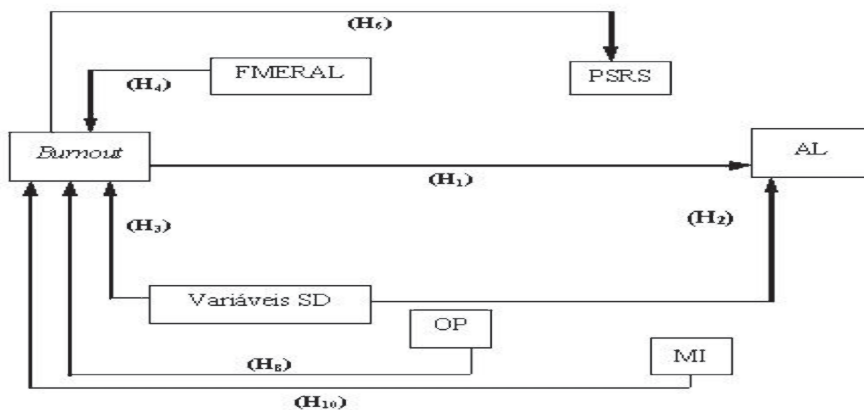 (H₆)
FMERAL
PSRS
(H₄)
Burnout
AL
(H₁)
(H₃)
(H₂)
Variáveis SD
OP
MI
(H₈)
(H₁₀)